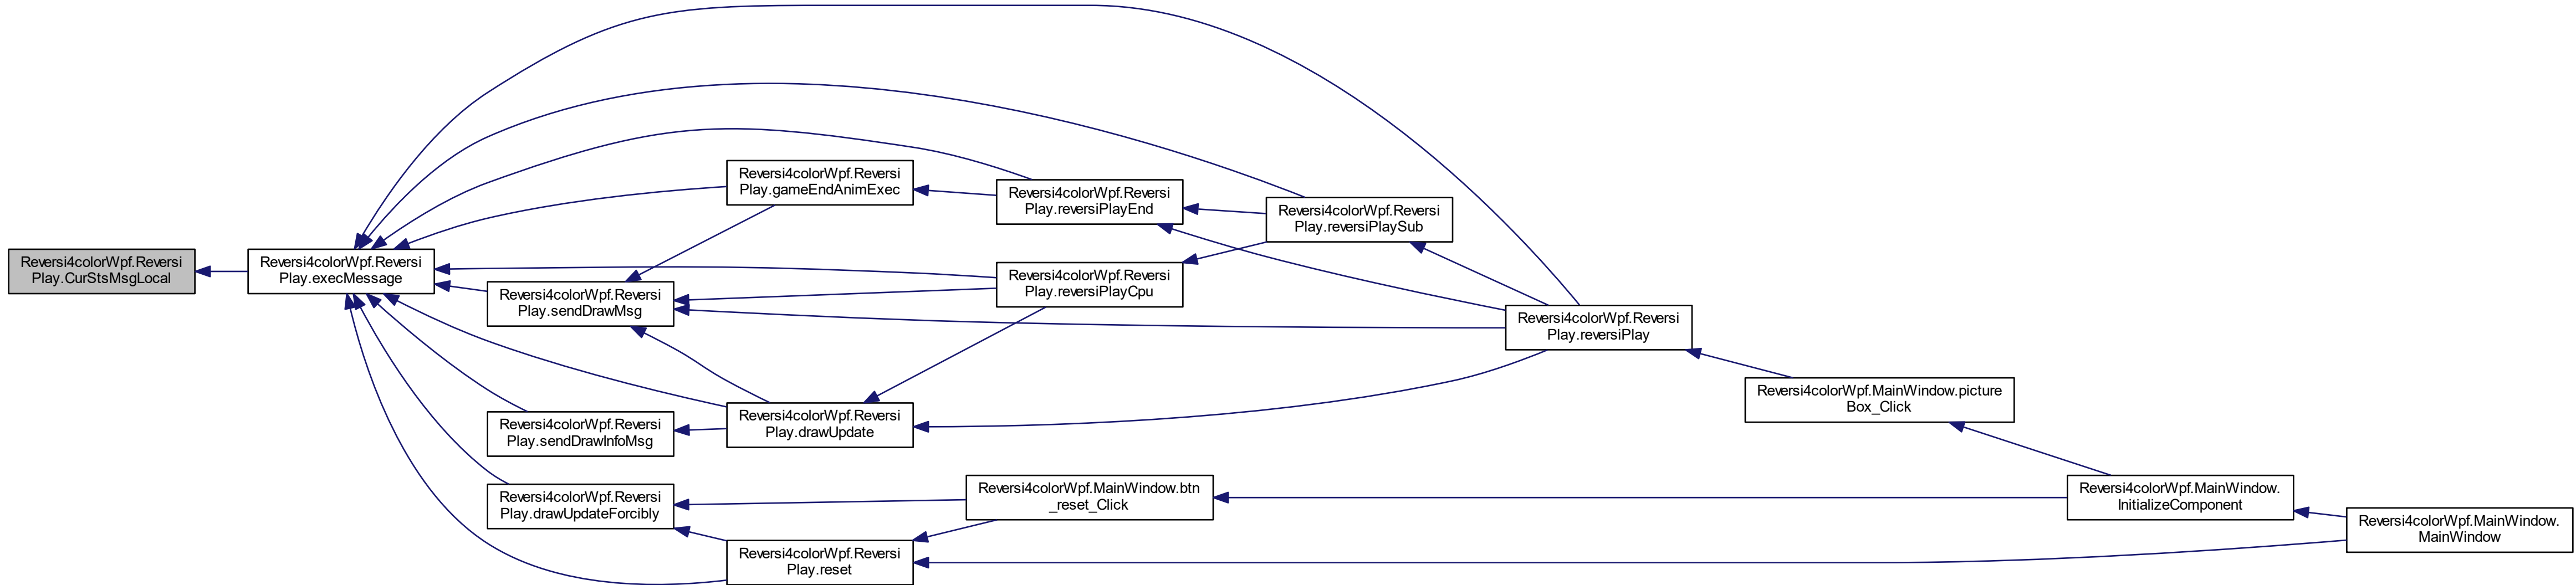 Reversi4colorWpf.Reversi
Play.CurStsMsgLocal
Reversi4colorWpf.Reversi
Play.execMessage
Reversi4colorWpf.Reversi
Play.gameEndAnimExec
Reversi4colorWpf.Reversi
Play.sendDrawMsg
Reversi4colorWpf.Reversi
Play.sendDrawInfoMsg
Reversi4colorWpf.Reversi
Play.drawUpdateForcibly
Reversi4colorWpf.Reversi
Play.drawUpdate
Reversi4colorWpf.Reversi
Play.reset
Reversi4colorWpf.Reversi
Play.reversiPlayEnd
Reversi4colorWpf.Reversi
Play.reversiPlayCpu
Reversi4colorWpf.MainWindow.btn
_reset_Click
Reversi4colorWpf.Reversi
Play.reversiPlaySub
Reversi4colorWpf.Reversi
Play.reversiPlay
Reversi4colorWpf.MainWindow.picture
Box_Click
Reversi4colorWpf.MainWindow.
InitializeComponent
Reversi4colorWpf.MainWindow.
MainWindow